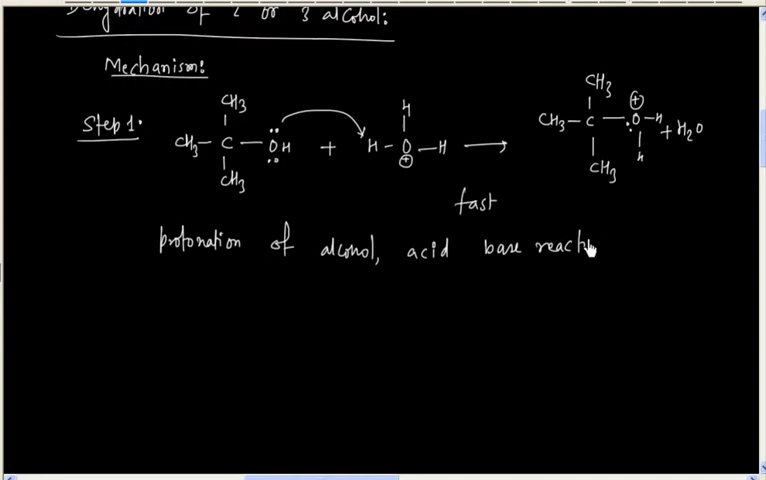 Dehydration of 2° or 3° alcohol:
Mechanism:
Step 1:
CH3
CH3 – C – OH
CH3
+
H
H – O – H
⊕
⟶
fast
CH3 ⊕
CH3 – C – O – H + H2O
H
CH3
protonation of alcohol, acid base reacti